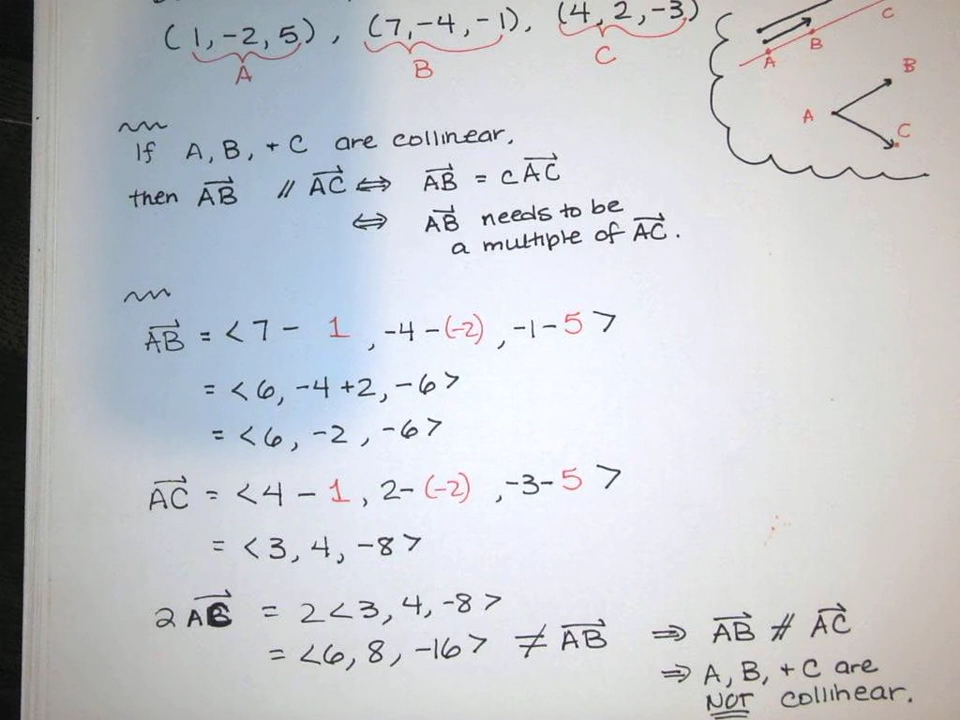 (1,-2,5), (7,-4,-1), (4,2,-3)
A B C
C
B
A
B
A
C
If A, B, + C are collinear,
then AB⃗ ∥ AC⃗ ⇔ AB⃗ = cAC⃗
⇔ AB⃗ needs to be
a multiple of AC⃗.
AB⃗ = <7 - 1, -4-(-2), -1-5>
= <6, -4+2, -6>
= <6, -2, -6>
AC⃗ = <4 - 1, 2-(-2), -3-5>
= <3, 4, -8>
2AC⃗ = 2<3, 4, -8>
= <6, 8, -16> ≠ AB⃗ ⇒ AB⃗ ∦ AC⃗
⇒ A, B, + C are
NOT collinear.